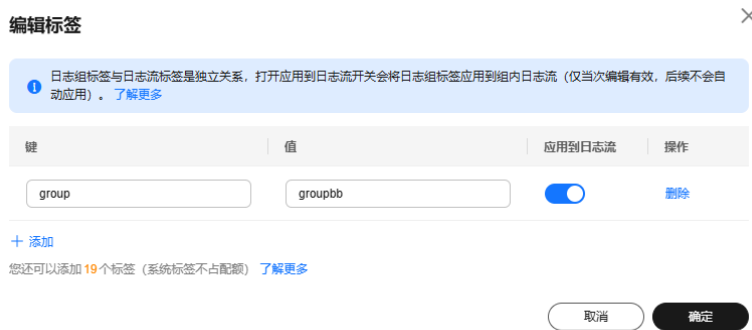 编辑标签
日志组标签与日志流标签是独立关系，打开应用到日志流开关会将日志组标签应用到组内日志流（仅当次编辑有效，后续不会自
动应用）。 了解更多
键 值 应用到日志流 操作
group groupbb 删除
+ 添加
您还可以添加 19 个标签（系统标签不占配额） 了解更多
取消 确定